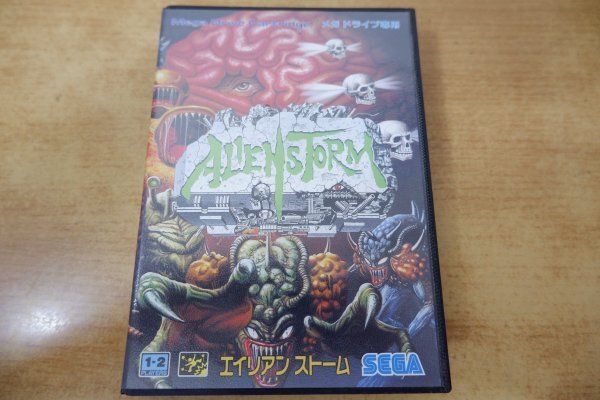 Mega Drive Cartridge / メガドライブ専用
ALIEN STORM
1-2
PLAYERS
エイリアン ストーム
SEGA